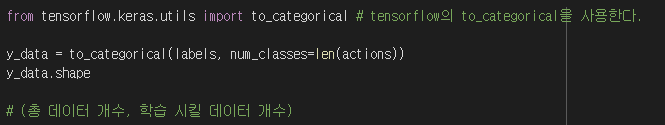 from tensorflow.keras.utils import to_categorical # tensorflow의 to_categorical을 사용한다.
y_data = to_categorical(labels, num_classes=len(actions))
y_data.shape
# (총 데이터 개수, 학습 시킬 데이터 개수)